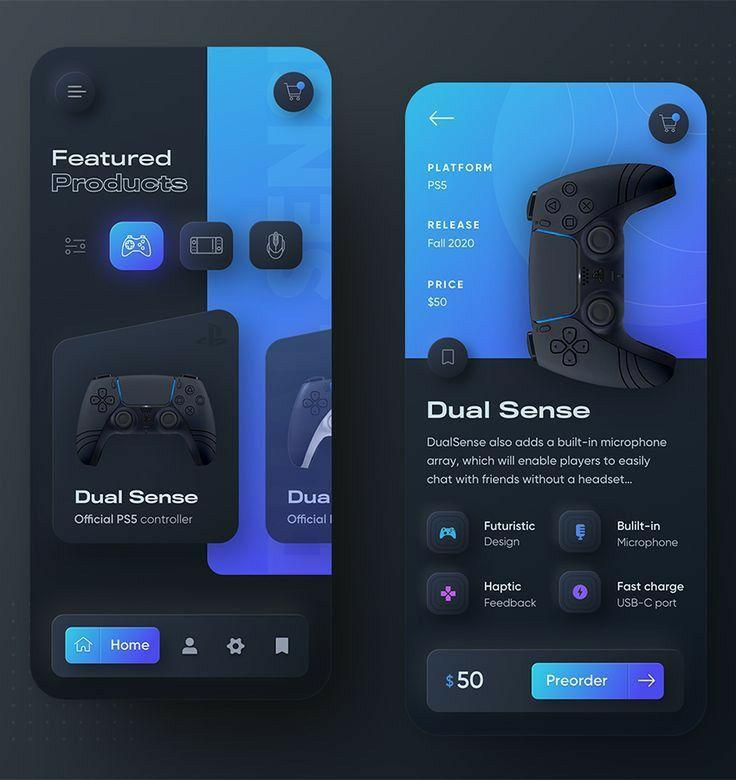 Featured
Products
Dual Sense
Official PS5 controller
Dua
Official
Home
PLATFORM
PS5
RELEASE
Fall 2020
PRICE
$50
Dual Sense
DualSense also adds a built-in microphone
array, which will enable players to easily
chat with friends without a headset...
Futuristic
Design
Bulilt-in
Microphone
Haptic
Feedback
Fast charge
USB-C port
$50
Preorder